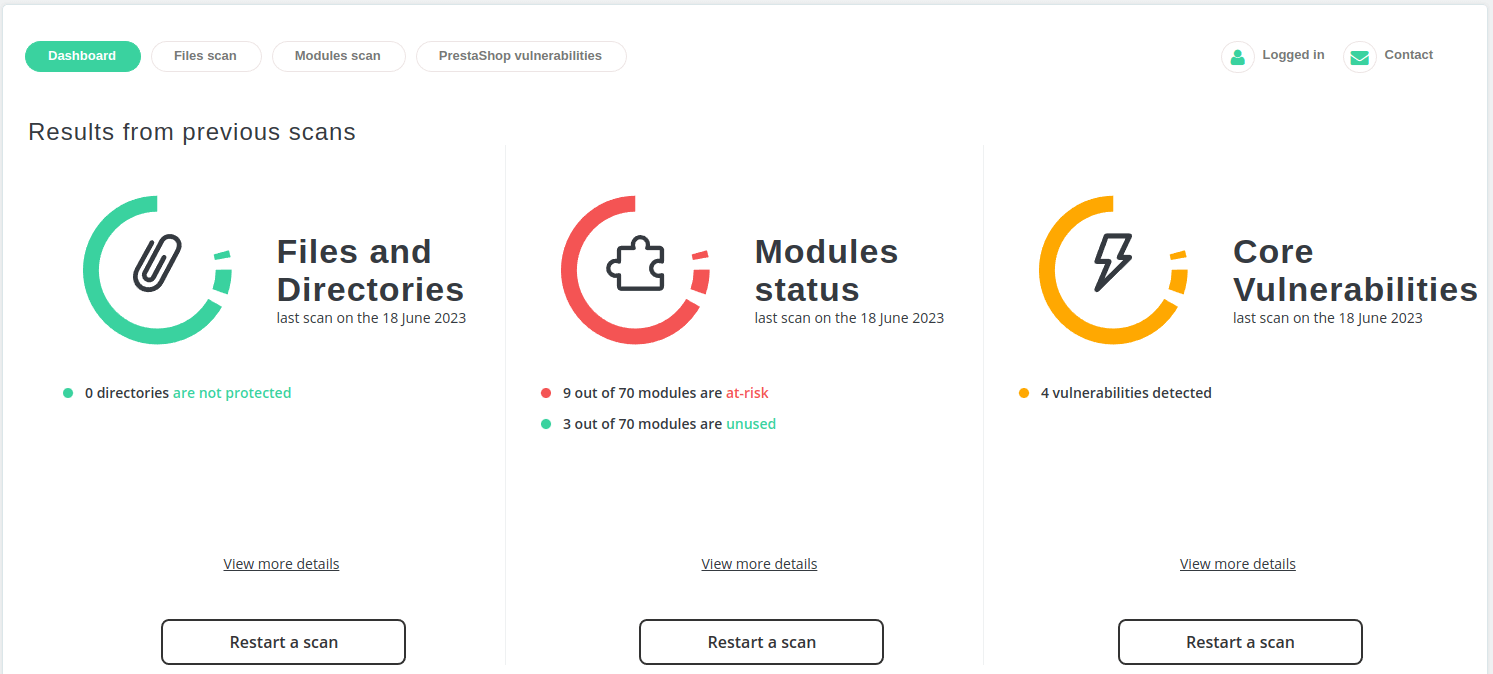 Dashboard
Files scan
Modules scan
PrestaShop vulnerabilities
Logged in
Contact
Results from previous scans
Files and
Directories
last scan on the 18 June 2023
0 directories are not protected
View more details
Restart a scan
Modules
status
last scan on the 18 June 2023
9 out of 70 modules are at-risk
3 out of 70 modules are unused
View more details
Restart a scan
Core
Vulnerabilities
last scan on the 18 June 2023
4 vulnerabilities detected
View more details
Restart a scan